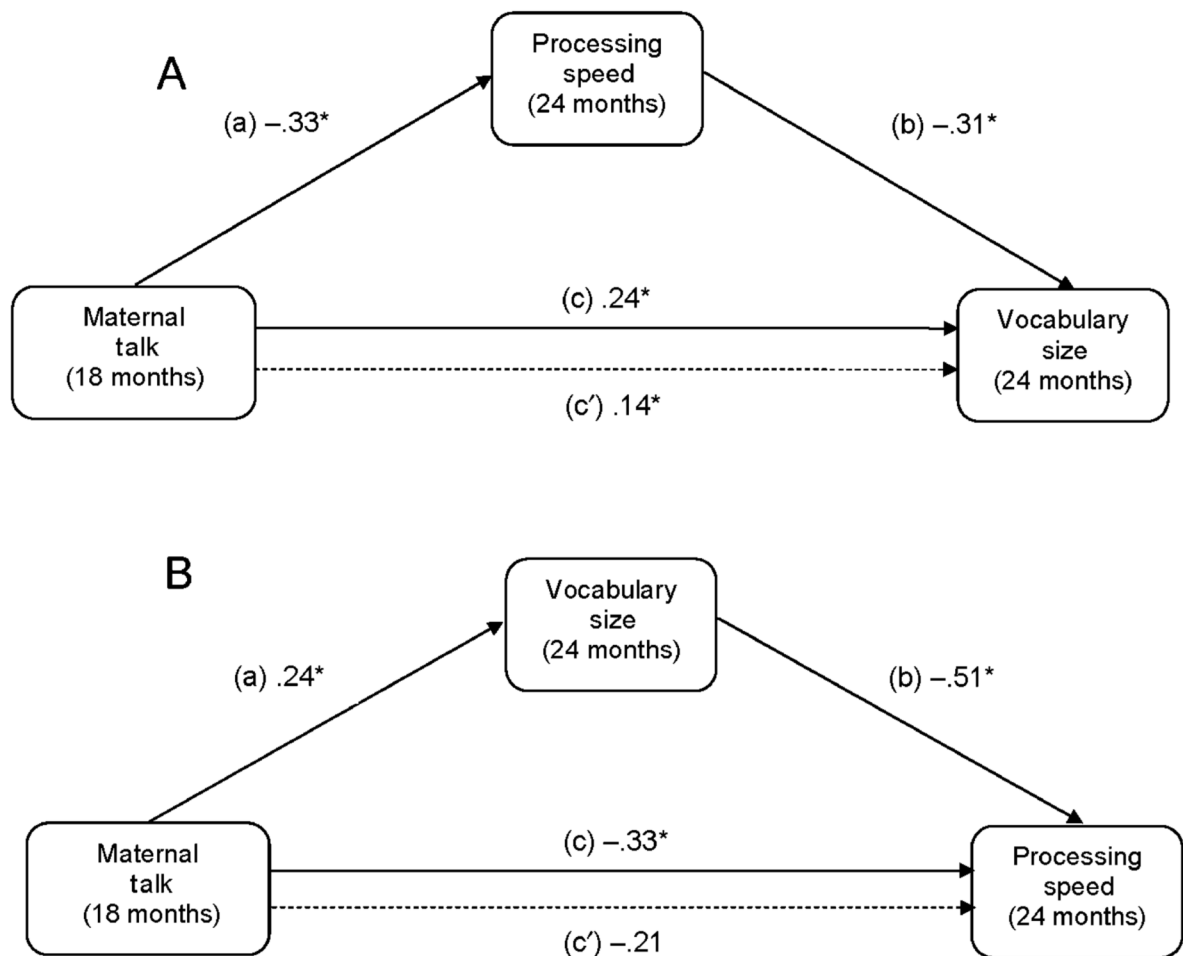 A
Processing
speed
(24 months)
(a) –.33*
(b) –.31*
Maternal
talk
(18 months)
(c) .24*
(c′) .14*
Vocabulary
size
(24 months)
B
Vocabulary
size
(24 months)
(a) .24*
(b) –.51*
Maternal
talk
(18 months)
(c) –.33*
(c′) –.21
Processing
speed
(24 months)